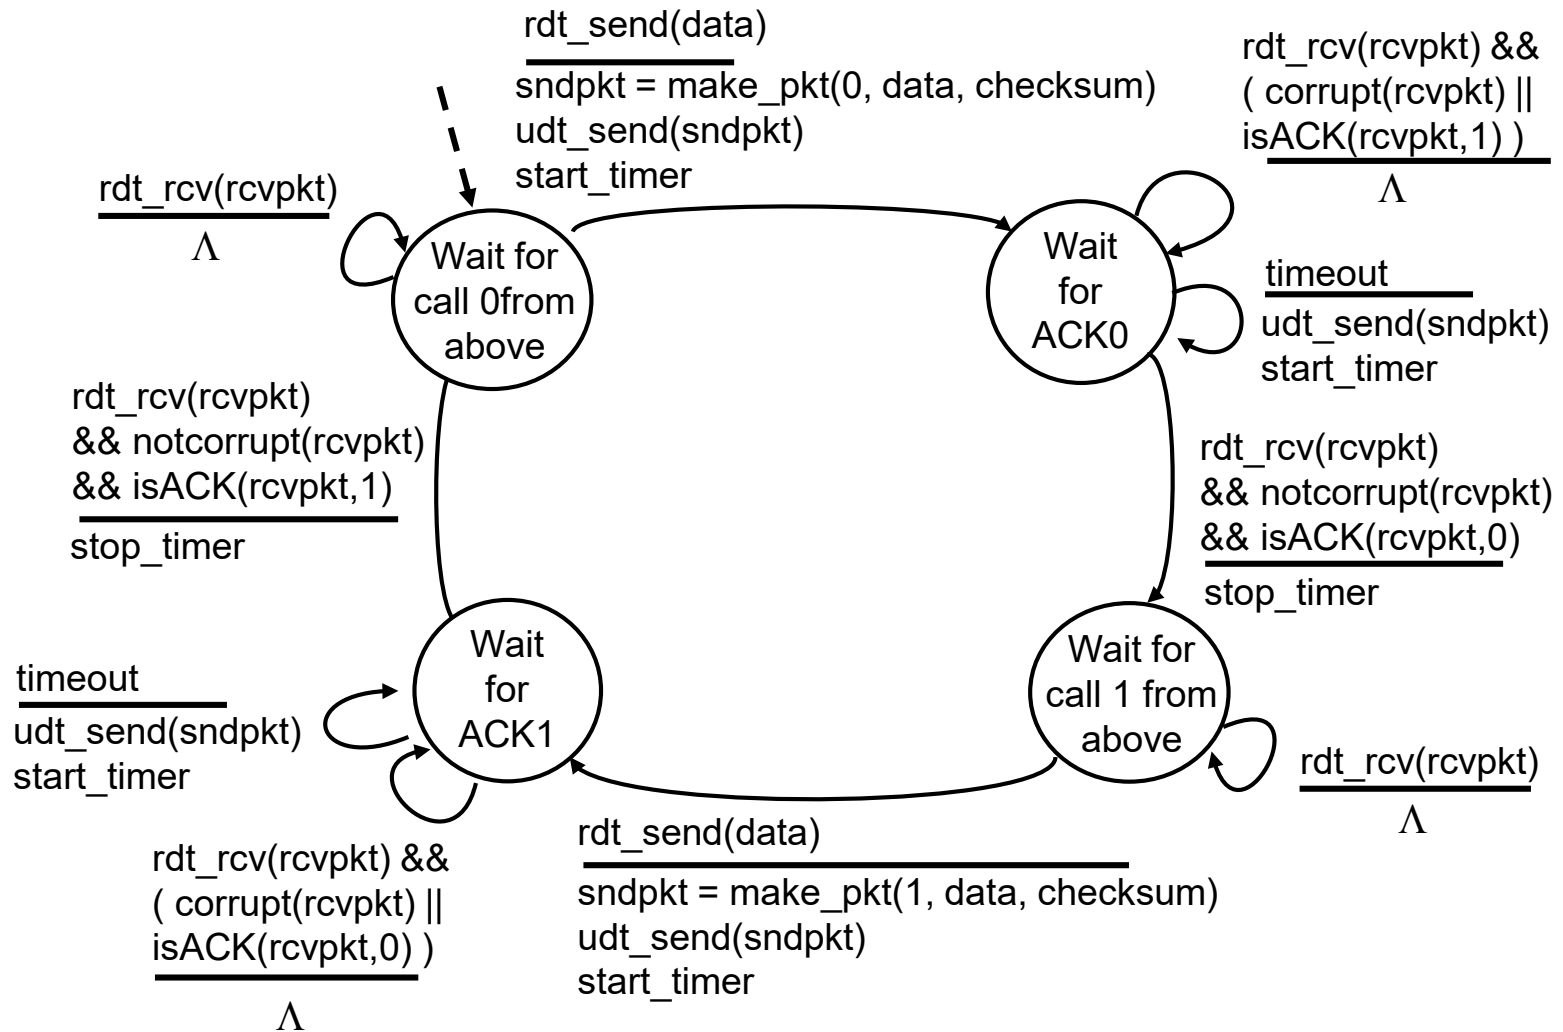 rdt_send(data)
sndpkt = make_pkt(0, data, checksum)
udt_send(sndpkt)
start_timer
rdt_rcv(rcvpkt) &&
( corrupt(rcvpkt) ||
isACK(rcvpkt,1) )
Λ
rdt_rcv(rcvpkt)
Λ
Wait for
call 0from
above
Wait
for
ACK0
timeout
udt_send(sndpkt)
start_timer
rdt_rcv(rcvpkt)
&& notcorrupt(rcvpkt)
&& isACK(rcvpkt,1)
stop_timer
rdt_rcv(rcvpkt)
&& notcorrupt(rcvpkt)
&& isACK(rcvpkt,0)
stop_timer
Wait
for
ACK1
Wait for
call 1 from
above
timeout
udt_send(sndpkt)
start_timer
rdt_rcv(rcvpkt)
Λ
rdt_rcv(rcvpkt) &&
( corrupt(rcvpkt) ||
isACK(rcvpkt,0) )
Λ
rdt_send(data)
sndpkt = make_pkt(1, data, checksum)
udt_send(sndpkt)
start_timer